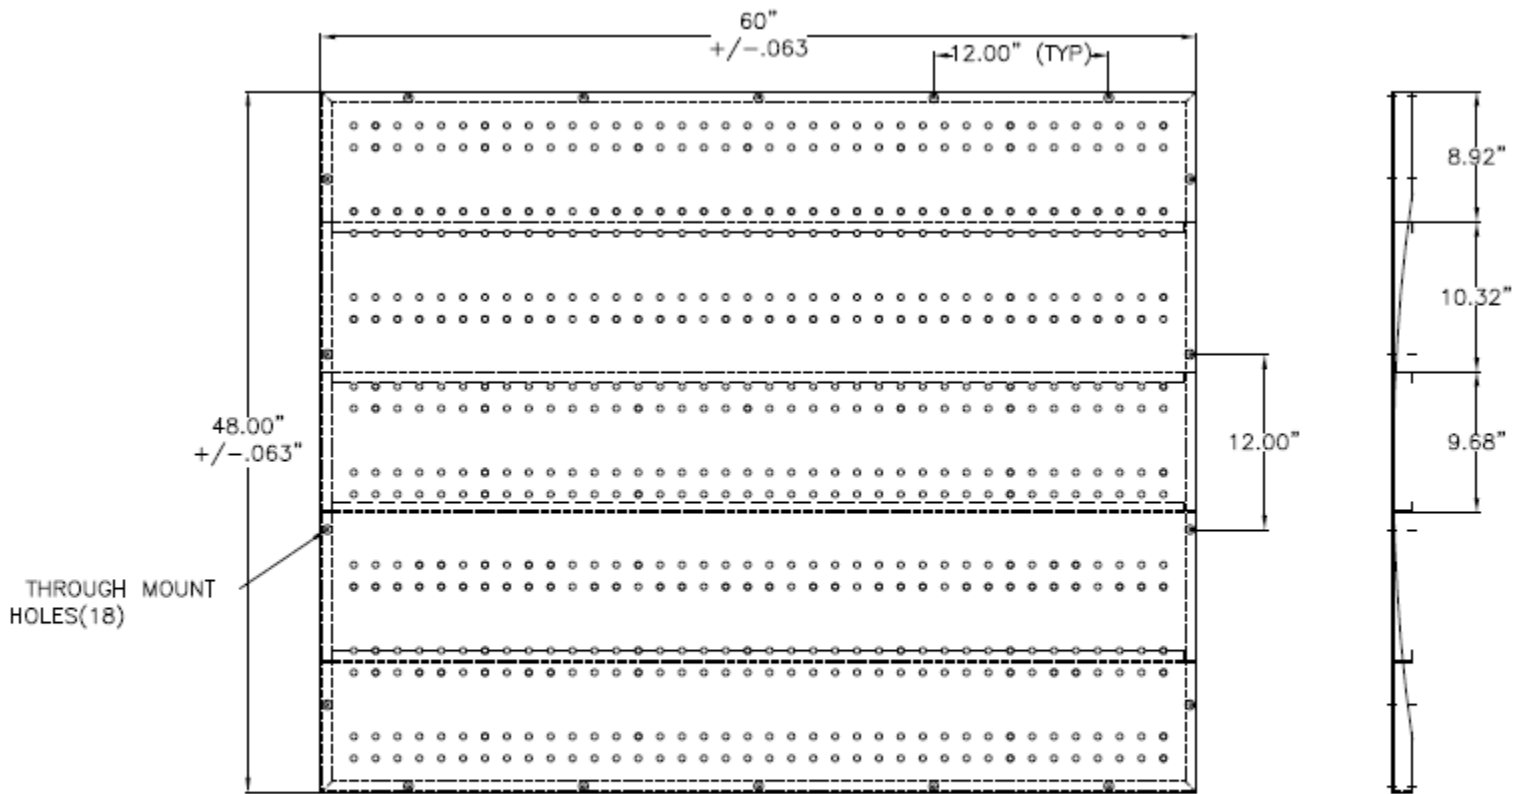 60"
+/-.063
12.00" (TYP)
8.92"
10.32"
48.00"
+/-.063"
12.00"
9.68"
THROUGH MOUNT
HOLES(18)